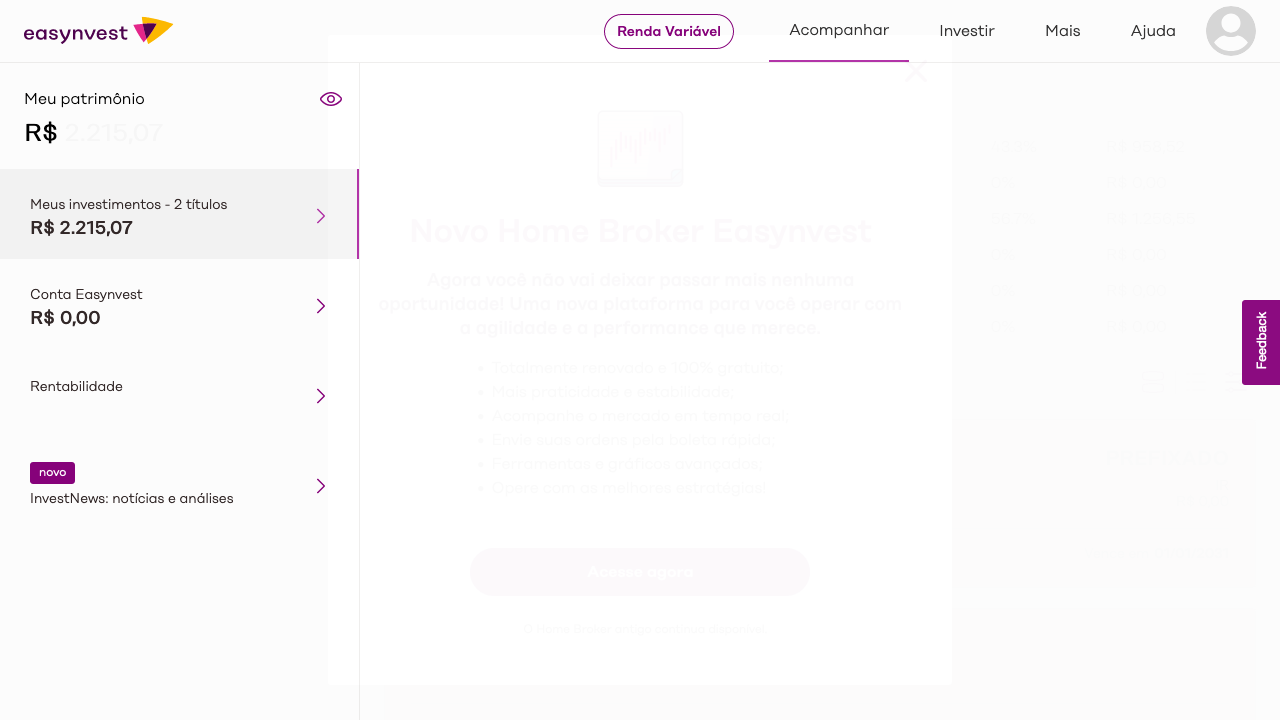 easynvest
Renda Variável
Acompanhar
Investir
Mais
Ajuda
Meu patrimônio
R$ 2.215,07
Meus investimentos - 2 títulos
R$ 2.215,07
Conta Easynvest
R$ 0,00
Rentabilidade
novo
InvestNews: notícias e análises
Novo Home Broker Easynvest
Agora você não vai deixar passar mais nenhuma
oportunidade! Uma nova plataforma para você operar com
a agilidade e a performance que merece.
• Totalmente renovado e 100% gratuito;
• Mais praticidade e estabilidade;
• Acompanhe o mercado em tempo real;
• Envie suas ordens pela boleta rápida;
• Ferramentas e gráficos avançados;
• Opere com as melhores estratégias!
Acesse agora
Feedback